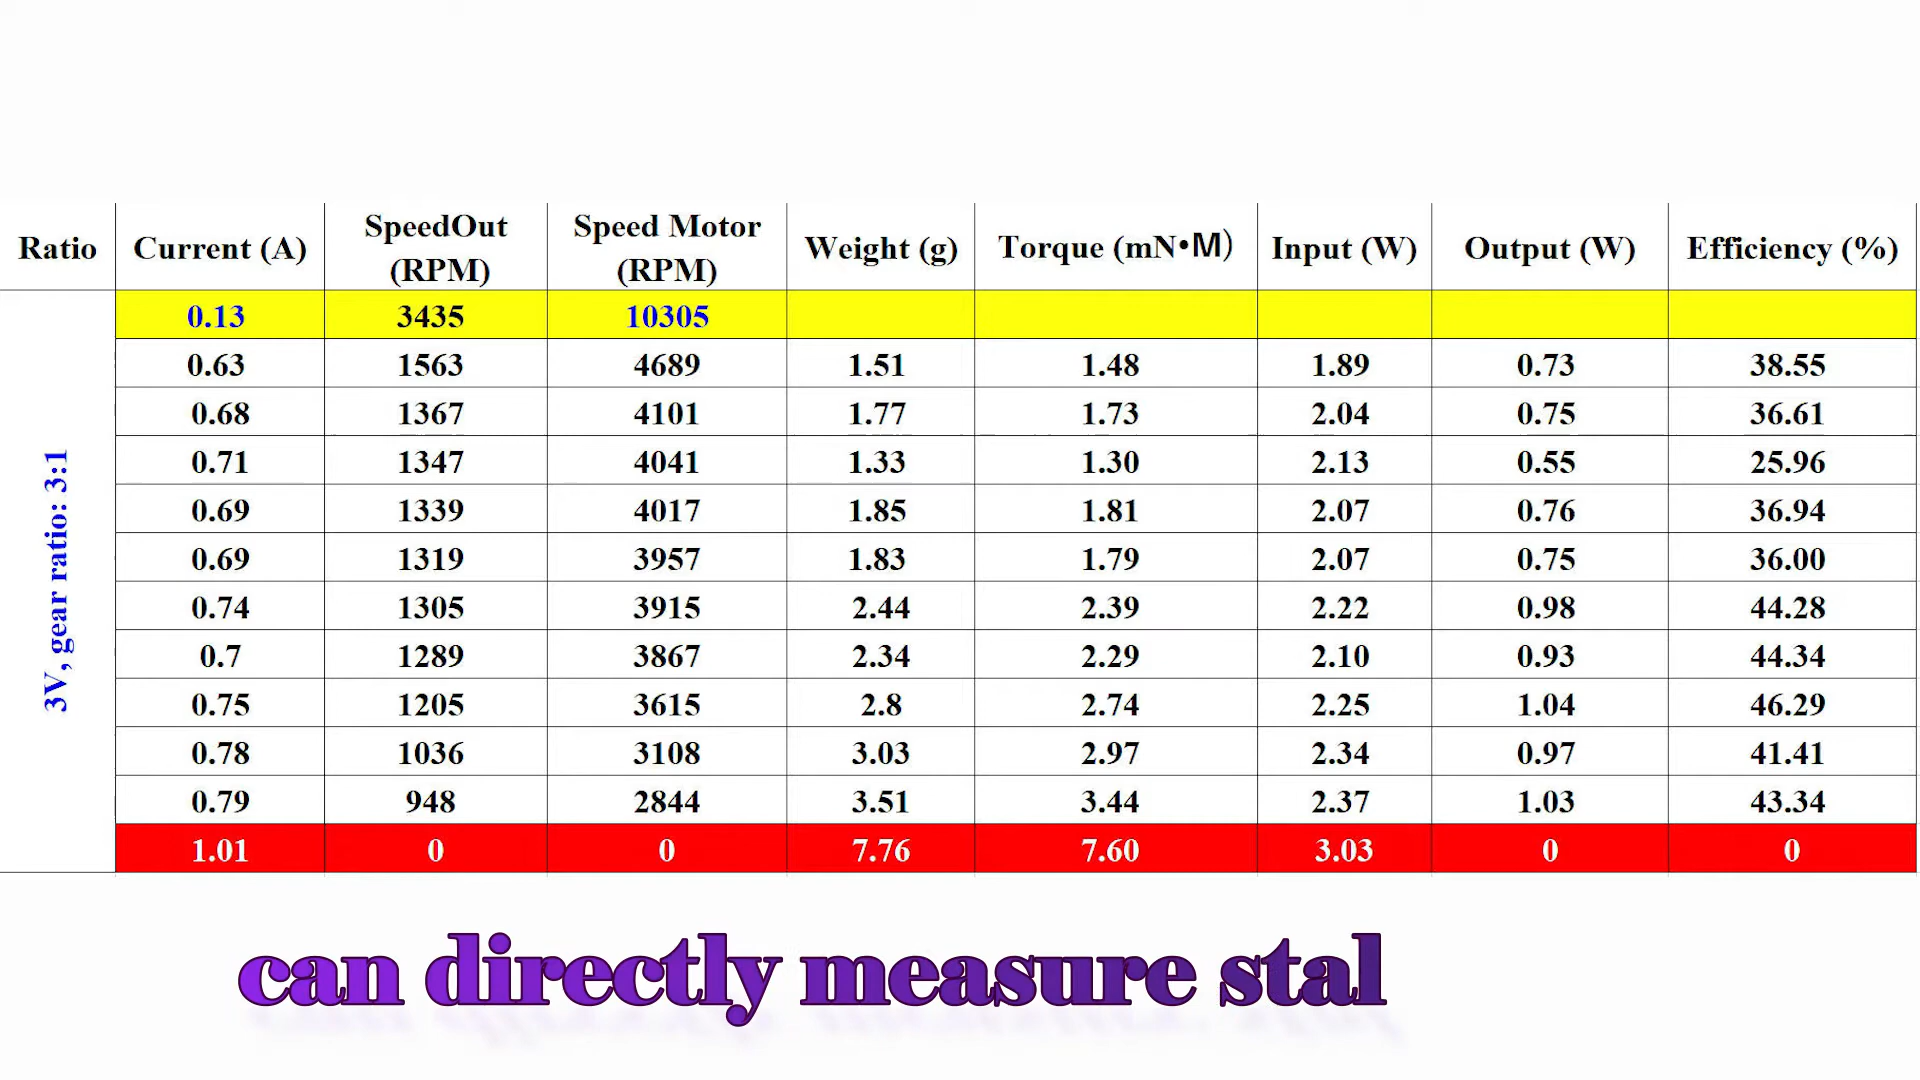 Ratio Current (A) SpeedOut (RPM) Speed Motor (RPM) Weight (g) Torque (mN•M) Input (W) Output (W) Efficiency (%)
3V, gear ratio: 3:1
0.13 3435 10305
0.63 1563 4689 1.51 1.48 1.89 0.73 38.55
0.68 1367 4101 1.77 1.73 2.04 0.75 36.61
0.71 1347 4041 1.33 1.30 2.13 0.55 25.96
0.69 1339 4017 1.85 1.81 2.07 0.76 36.94
0.69 1319 3957 1.83 1.79 2.07 0.75 36.00
0.74 1305 3915 2.44 2.39 2.22 0.98 44.28
0.7 1289 3867 2.34 2.29 2.10 0.93 44.34
0.75 1205 3615 2.8 2.74 2.25 1.04 46.29
0.78 1036 3108 3.03 2.97 2.34 0.97 41.41
0.79 948 2844 3.51 3.44 2.37 1.03 43.34
1.01 0 0 7.76 7.60 3.03 0 0
can directly measure stal